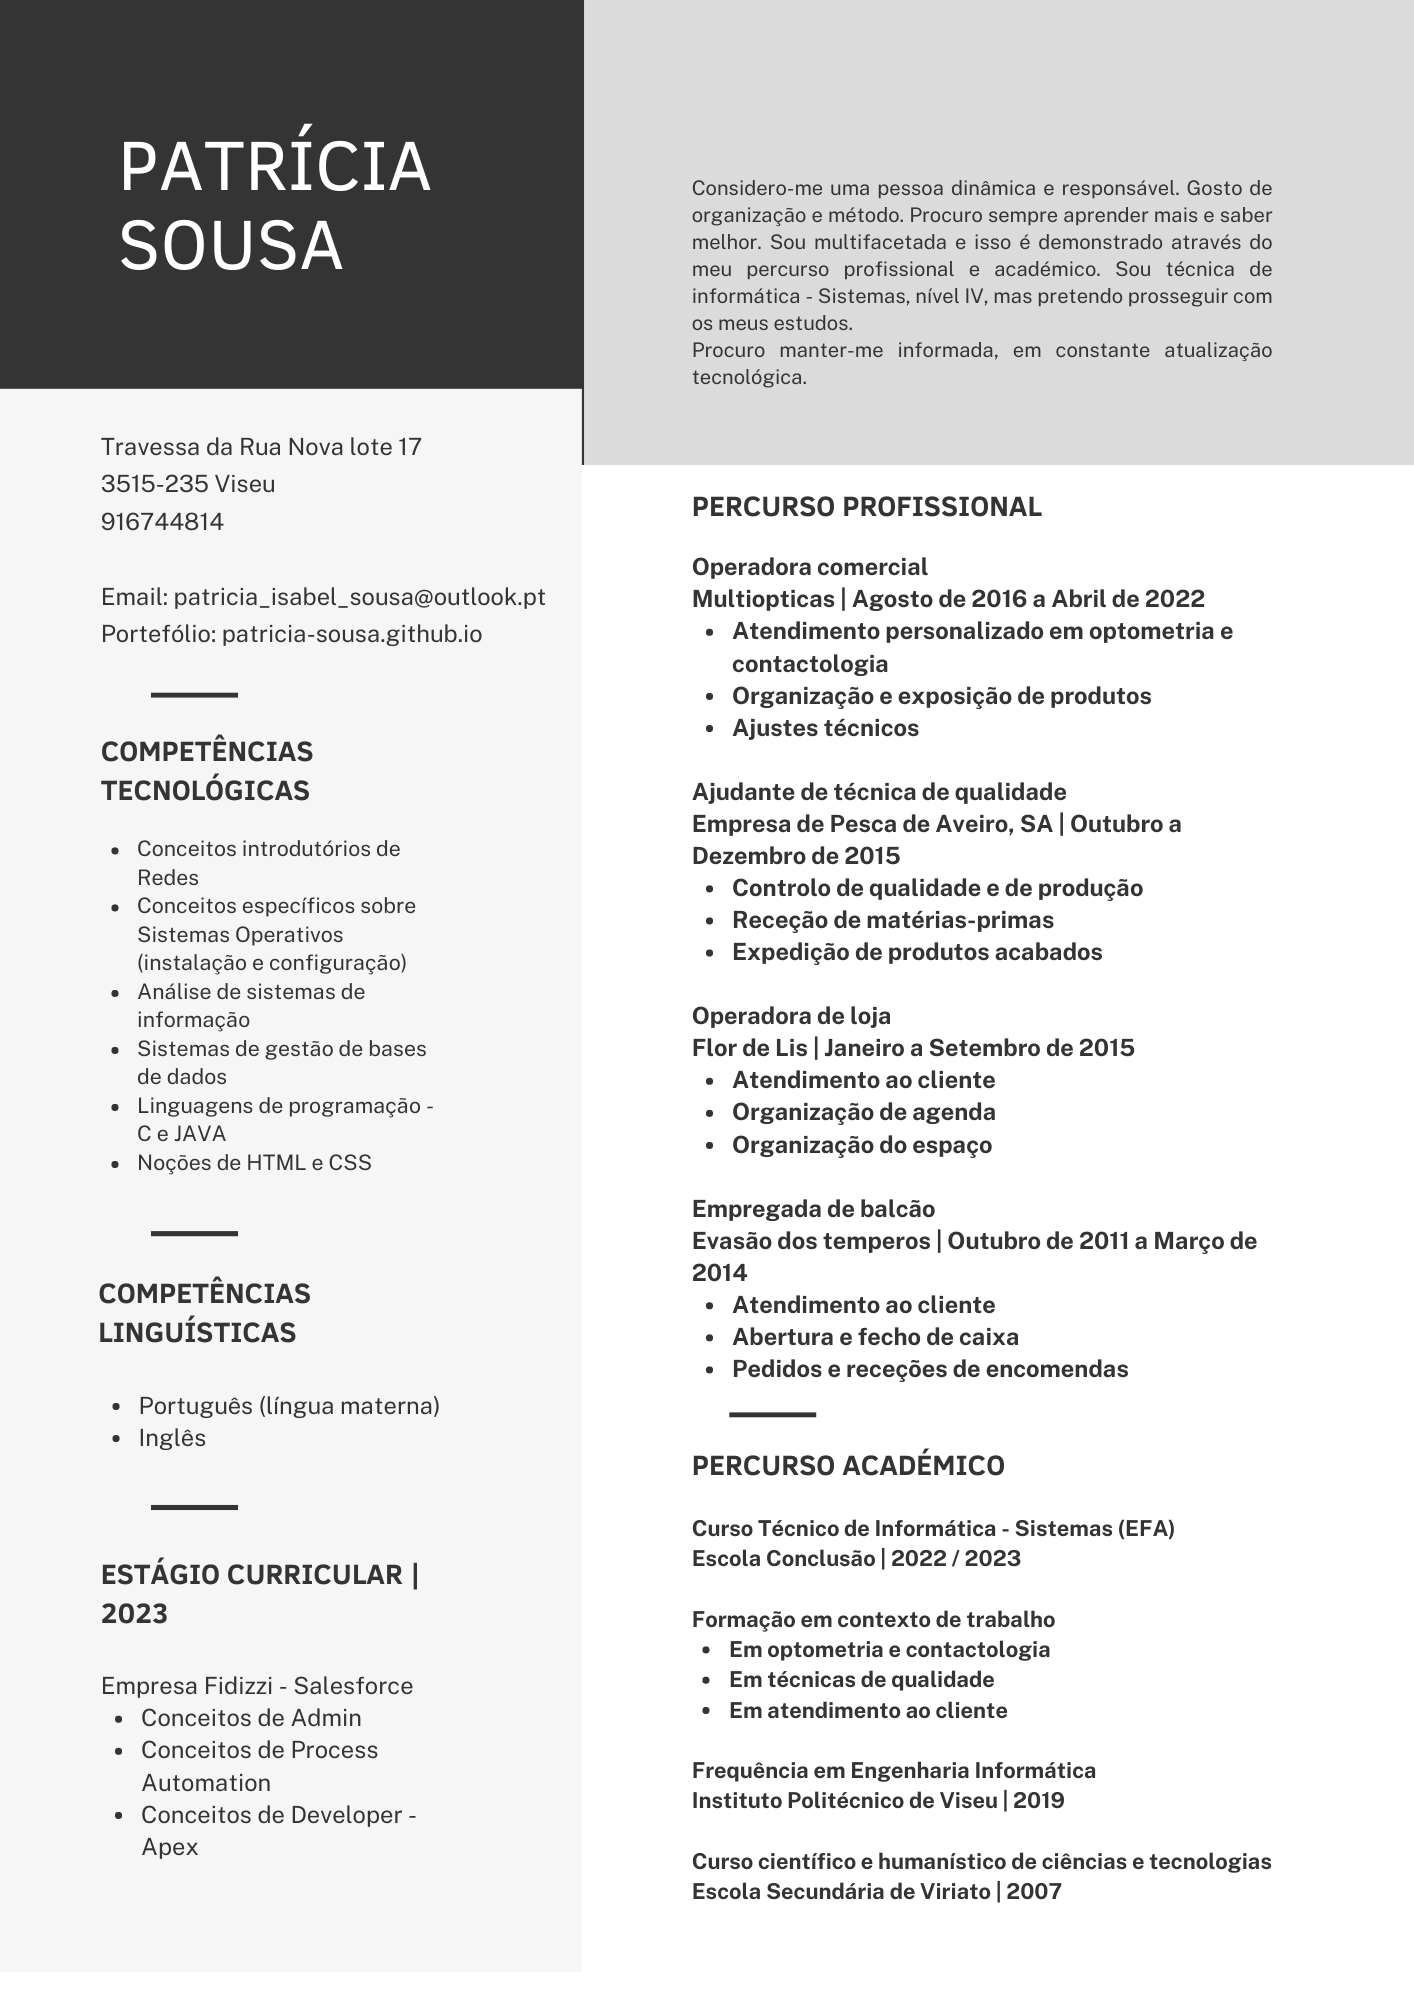 PATRÍCIA
SOUSA
Considero-me uma pessoa dinâmica e responsável. Gosto de
organização e método. Procuro sempre aprender mais e saber
melhor. Sou multifacetada e isso é demonstrado através do
meu percurso profissional e académico. Sou técnica de
informática - Sistemas, nível IV, mas pretendo prosseguir com
os meus estudos.
Procuro manter-me informada, em constante atualização
tecnológica.
Travessa da Rua Nova lote 17
3515-235 Viseu
916744814
Email: patricia_isabel_sousa@outlook.pt
Portefólio: patricia-sousa.github.io
COMPETÊNCIAS
TECNOLÓGICAS
• Conceitos introdutórios de
Redes
• Conceitos específicos sobre
Sistemas Operativos
(instalação e configuração)
• Análise de sistemas de
informação
• Sistemas de gestão de bases
de dados
• Linguagens de programação -
C e JAVA
• Noções de HTML e CSS
COMPETÊNCIAS
LINGUÍSTICAS
• Português (língua materna)
• Inglês
ESTÁGIO CURRICULAR |
2023
Empresa Fidizzi - Salesforce
• Conceitos de Admin
• Conceitos de Process
Automation
• Conceitos de Developer -
Apex
PERCURSO PROFISSIONAL
Operadora comercial
Multiopticas | Agosto de 2016 a Abril de 2022
• Atendimento personalizado em optometria e
contactologia
• Organização e exposição de produtos
• Ajustes técnicos
Ajudante de técnica de qualidade
Empresa de Pesca de Aveiro, SA | Outubro a
Dezembro de 2015
• Controlo de qualidade e de produção
• Receção de matérias-primas
• Expedição de produtos acabados
Operadora de loja
Flor de Lis | Janeiro a Setembro de 2015
• Atendimento ao cliente
• Organização de agenda
• Organização do espaço
Empregada de balcão
Evasão dos temperos | Outubro de 2011 a Março de
2014
• Atendimento ao cliente
• Abertura e fecho de caixa
• Pedidos e receções de encomendas
PERCURSO ACADÉMICO
Curso Técnico de Informática - Sistemas (EFA)
Escola Conclusão | 2022 / 2023
Formação em contexto de trabalho
• Em optometria e contactologia
• Em técnicas de qualidade
• Em atendimento ao cliente
Frequência em Engenharia Informática
Instituto Politécnico de Viseu | 2019
Curso científico e humanístico de ciências e tecnologias
Escola Secundária de Viriato | 2007